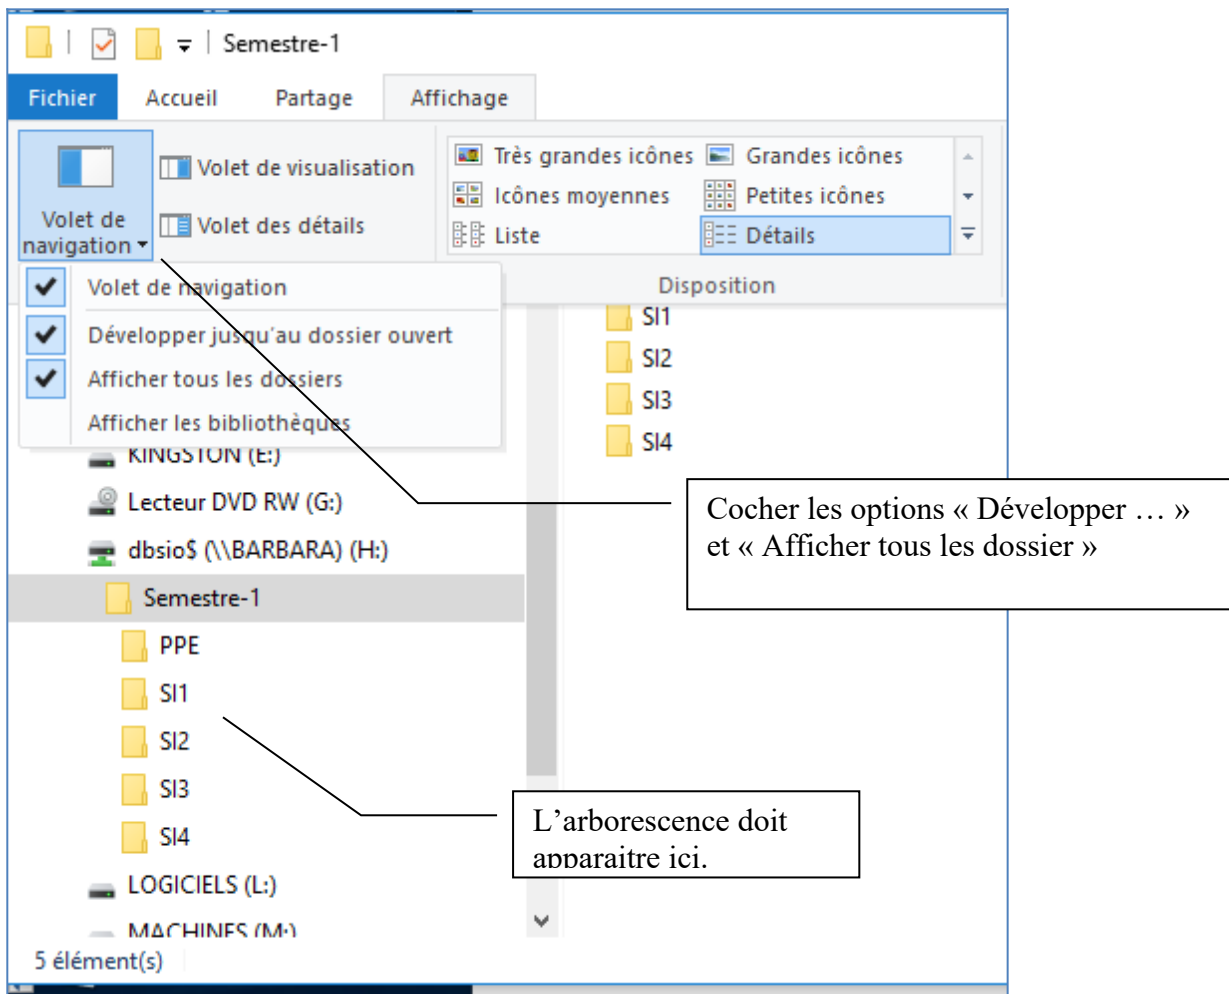 Semestre-1
Fichier Accueil Partage Affichage
Volet de navigation
Volet de visualisation
Volet des détails
Très grandes icônes Grandes icônes
Icônes moyennes Petites icônes
Liste Détails
Disposition
Volet de navigation
Développer jusqu'au dossier ouvert
Afficher tous les dossiers
Afficher les bibliothèques
SI1
SI2
SI3
SI4
KINGSTON (E:)
Lecteur DVD RW (G:)
dbsio$ (\\BARBARA) (H:)
Semestre-1
PPE
SI1
SI2
SI3
SI4
LOGICIELS (L:)
MACHINES (M:)
5 élément(s)
Cocher les options « Développer … »
et « Afficher tous les dossier »
L’arborescence doit
apparaitre ici.